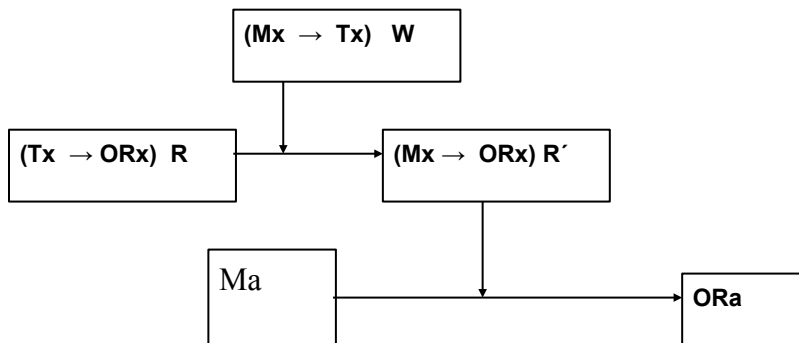 (Mx → Tx) W
(Tx → ORx) R
(Mx → ORx) R´
Ma
ORa